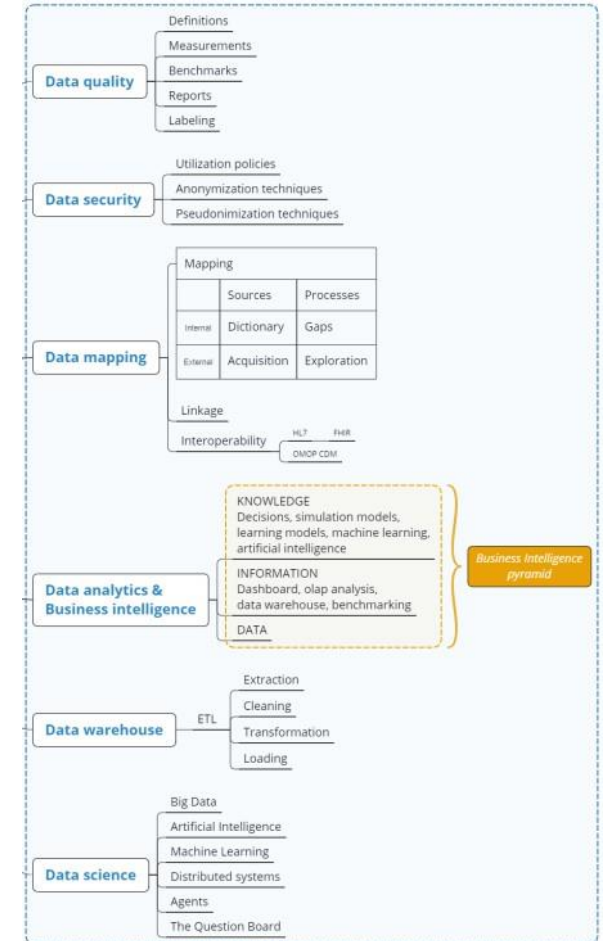 Definitions
Measurements
Data quality
Benchmarks
Reports
Labeling
Utilization policies
Data security
Anonymization techniques
Pseudonimization techniques
Mapping
Sources Processes
Internal Dictionary Gaps
Data mapping
External Acquisition Exploration
Linkage
Interoperability
HL7 FHIR
OMOP CDM
KNOWLEDGE
Decisions, simulation models,
learning models, machine learning,
artificial intelligence
Business Intelligence
pyramid
Data analytics &
Business intelligence
INFORMATION
Dashboard, olap analysis,
data warehouse, benchmarking
DATA
Data warehouse
ETL
Extraction
Cleaning
Transformation
Loading
Data science
Big Data
Artificial Intelligence
Machine Learning
Distributed systems
Agents
The Question Board